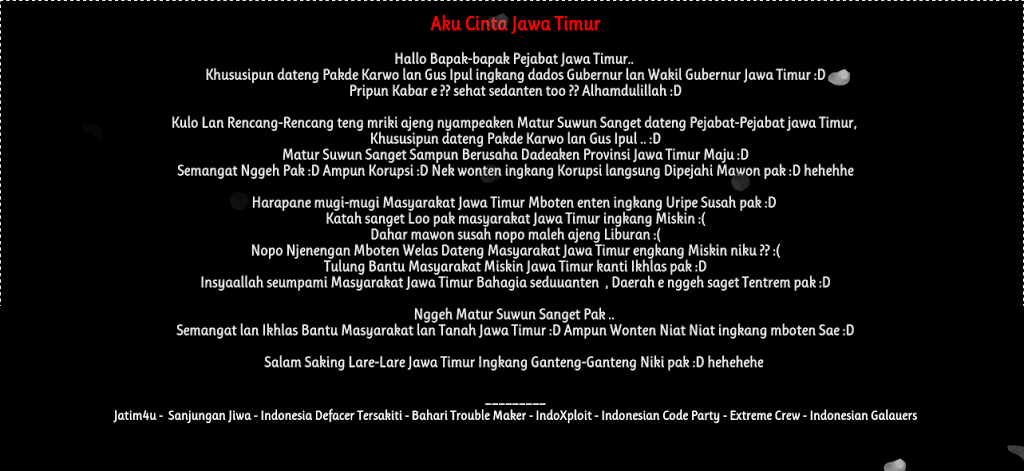 Aku Cinta Jawa Timur
Hallo Bapak-bapak Pejabat Jawa Timur..
Khususipun dateng Pakde Karwo lan Gus Ipul ingkang dados Gubernur lan Wakil Gubernur Jawa Timur :D
Pripun Kabar e ?? sehat sedanten too ?? Alhamdulillah :D
Kulo Lan Rencang-Rencang teng mriki ajeng nyampeaken Matur Suwun Sanget dateng Pejabat-Pejabat jawa Timur,
Khususipun dateng Pakde Karwo lan Gus Ipul .. :D
Matur Suwun Sanget Sampun Berusaha Dadeaken Provinsi Jawa Timur Maju :D
Semangat Nggeh Pak :D Ampun Korupsi :D Nek wonten ingkang Korupsi langsung Dipejahi Mawon pak :D hehehhe
Harapane mugi-mugi Masyarakat Jawa Timur Mboten enten ingkang Uripe Susah pak :D
Katah sanget Loo pak masyarakat Jawa Timur ingkang Miskin :(
Dahar mawon susah nopo maleh ajeng Liburan :(
Nopo Njenengan Mboten Welas Dateng Masyarakat Jawa Timur engkang Miskin niku ?? :(
Tulung Bantu Masyarakat Miskin Jawa Timur kanti Ikhlas pak :D
Insyaallah seumpami Masyarakat Jawa Timur Bahagia seduuanten , Daerah e nggeh saget Tentrem pak :D
Nggeh Matur Suwun Sanget Pak ..
Semangat lan Ikhlas Bantu Masyarakat lan Tanah Jawa Timur :D Ampun Wonten Niat Niat ingkang mboten Sae :D
Salam Saking Lare-Lare Jawa Timur Ingkang Ganteng-Ganteng Niki pak :D hehehehe
_________
Jatim4u - Sanjungan Jiwa - Indonesia Defacer Tersakiti - Bahari Trouble Maker - IndoXploit - Indonesian Code Party - Extreme Crew - Indonesian Galauers